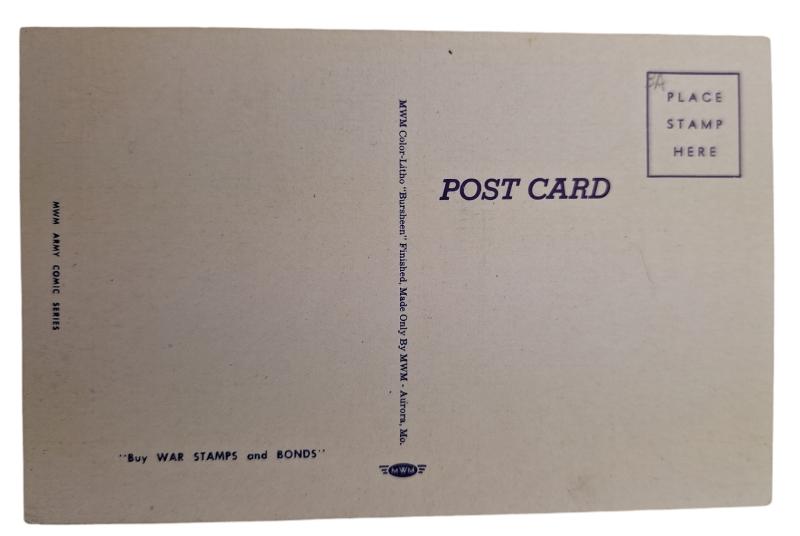 MWM ARMY COMIC SERIES
"Buy WAR STAMPS and BONDS"
MWM Color-Litho "Bursheen" Finished, Made Only By MWM - Aurora, Mo.
MWM
POST CARD
PLACE
STAMP
HERE